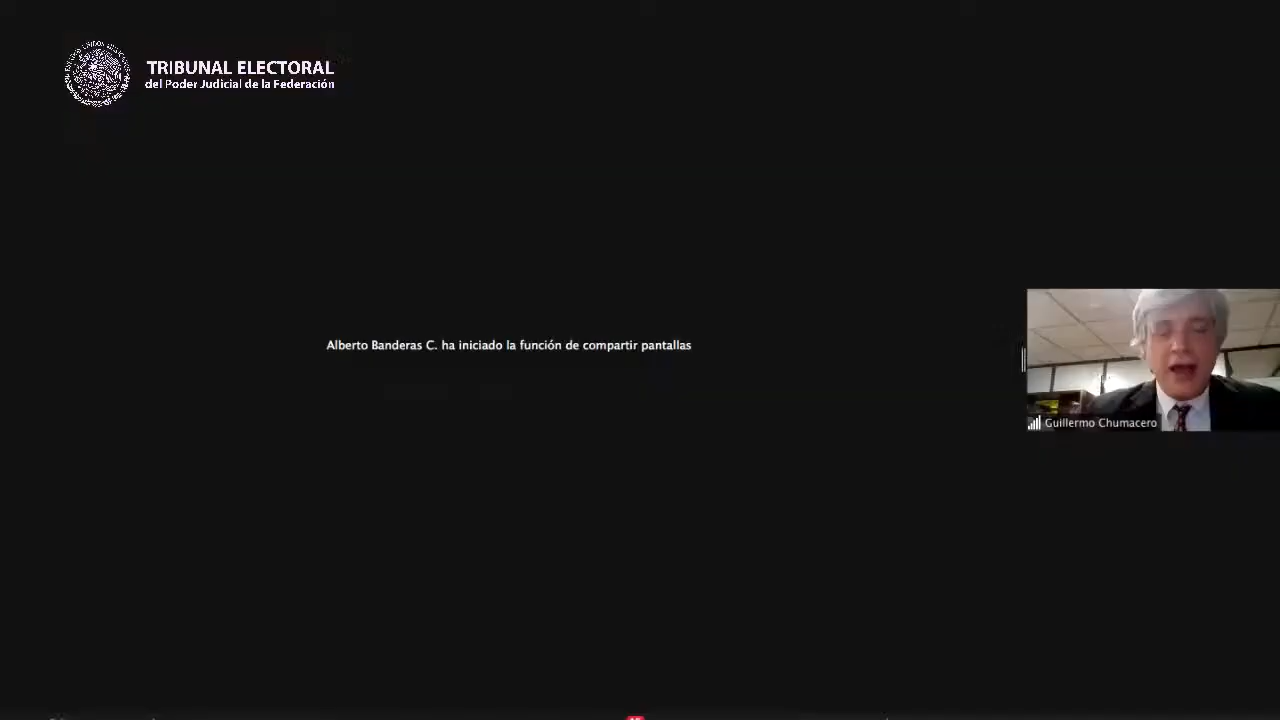 TRIBUNAL ELECTORAL
del Poder Judicial de la Federación
Alberto Banderas C. ha iniciado la función de compartir pantallas
Guillermo Chumacero